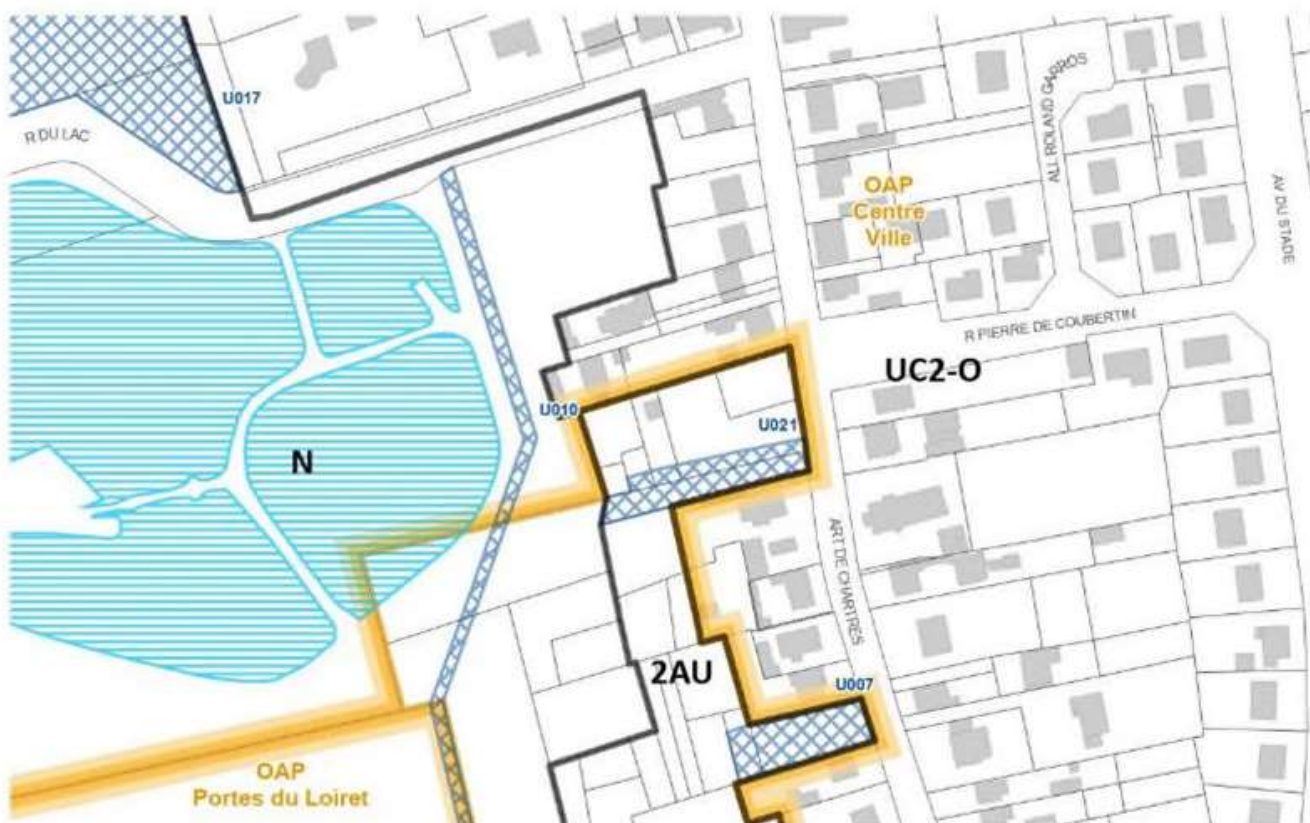 U017
R DU LAC
ALL ROLAND GARROS
OAP
Centre
Ville
AV DU STADE
R PIERRE DE COUBERTIN
UC2-O
U010
U021
N
ART DE CHARTRES
2AU
U007
OAP
Portes du Loiret